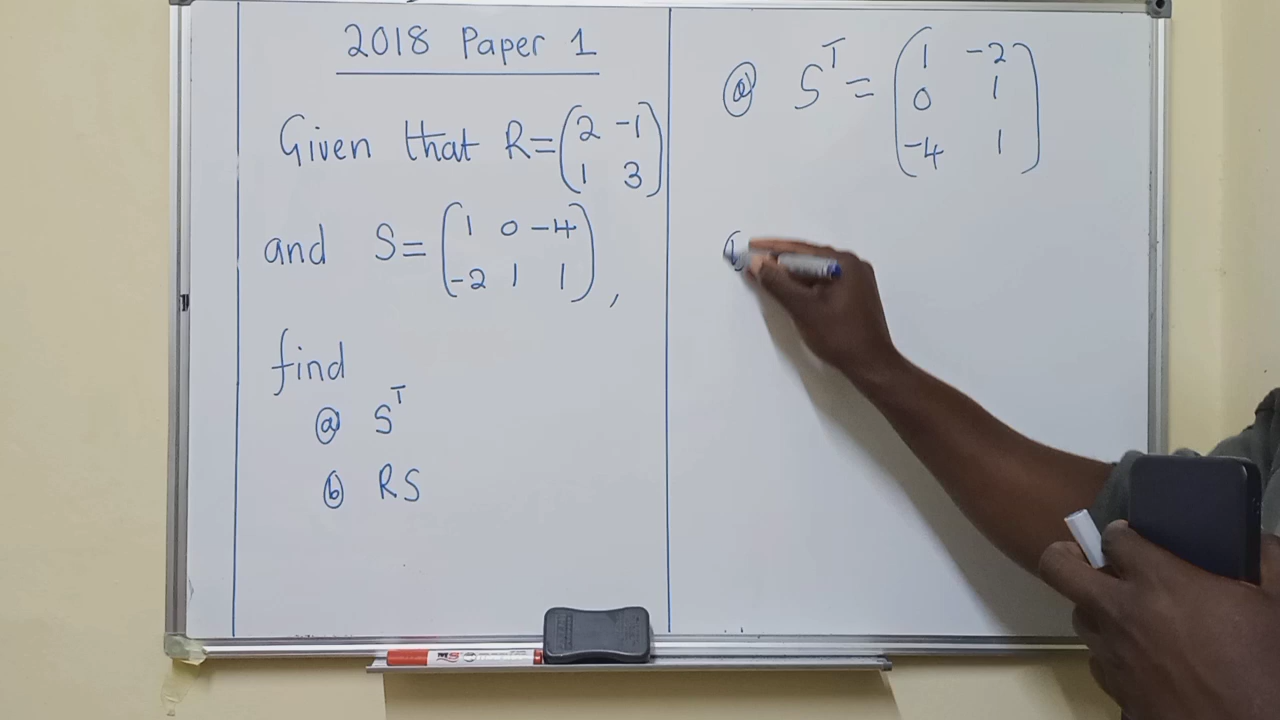 2018 Paper 1
Given that R = (2 -1
1 3)
and S = (1 0 -4
-2 1 1),
find
(a) S^T
(b) RS
(a) S^T = (1 -2
0 1
-4 1)
MS